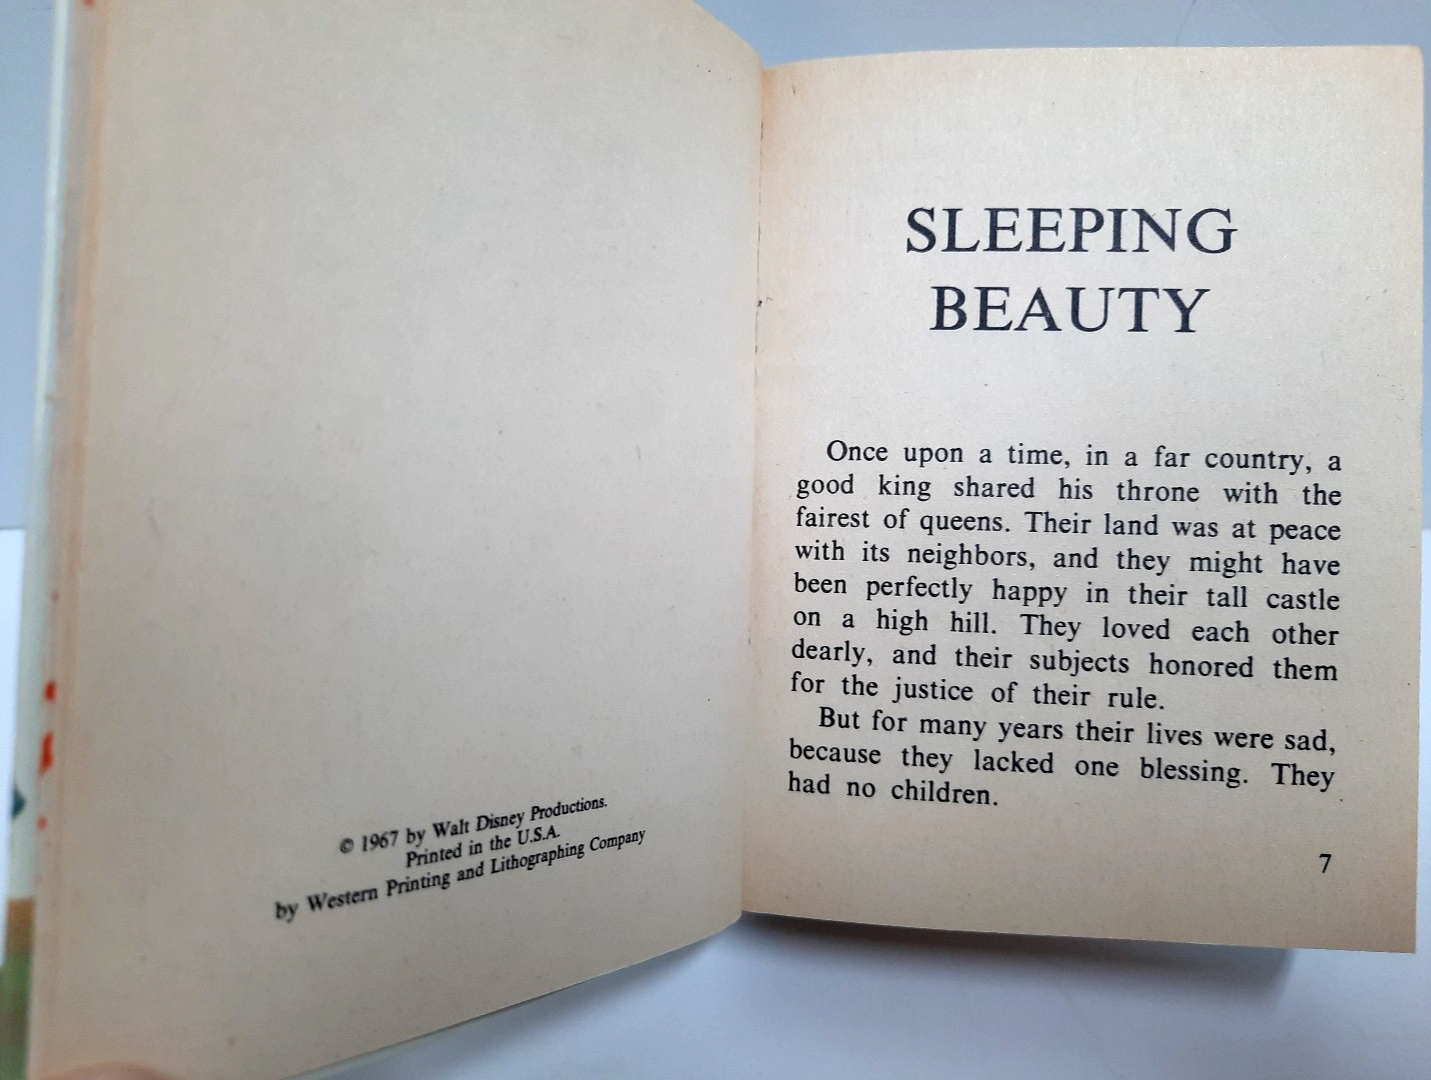 © 1967 by Walt Disney Productions.
Printed in the U.S.A.
by Western Printing and Lithographing Company
SLEEPING
BEAUTY
Once upon a time, in a far country, a
good king shared his throne with the
fairest of queens. Their land was at peace
with its neighbors, and they might have
been perfectly happy in their tall castle
on a high hill. They loved each other
dearly, and their subjects honored them
for the justice of their rule.
But for many years their lives were sad,
because they lacked one blessing. They
had no children.
7